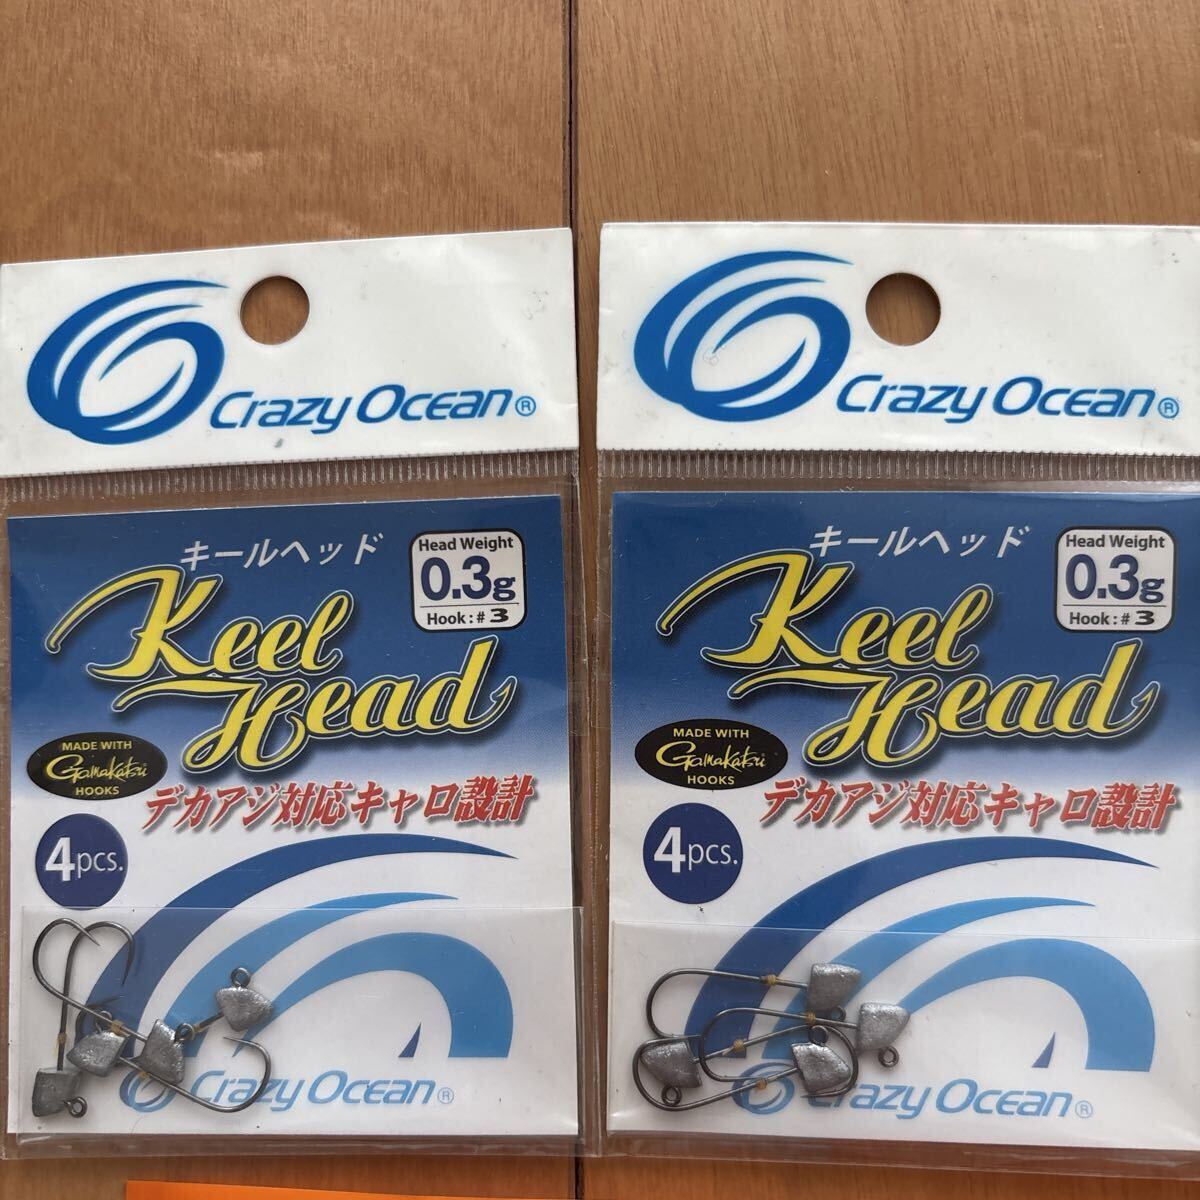 Crazy Ocean®
キールヘッド
Head Weight
0.3g
Hook : # 3
Keel
Head
MADE WITH
Gamakatsu
HOOKS
デカアジ対応キャロ設計
4pcs.
Crazy Ocean®
Crazy Ocean®
キールヘッド
Head Weight
0.3g
Hook : # 3
Keel
Head
MADE WITH
Gamakatsu
HOOKS
デカアジ対応キャロ設計
4pcs.
Crazy Ocean®